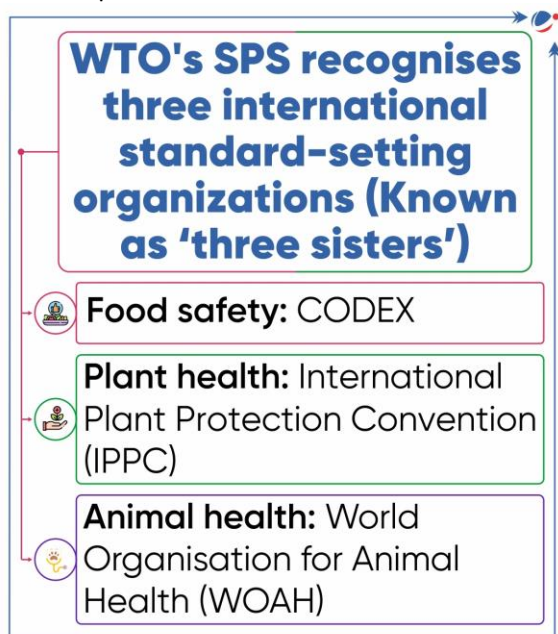 WTO's SPS recognises
three international
standard-setting
organizations (Known
as ‘three sisters’)
Food safety: CODEX
Plant health: International
Plant Protection Convention
(IPPC)
Animal health: World
Organisation for Animal
Health (WOAH)